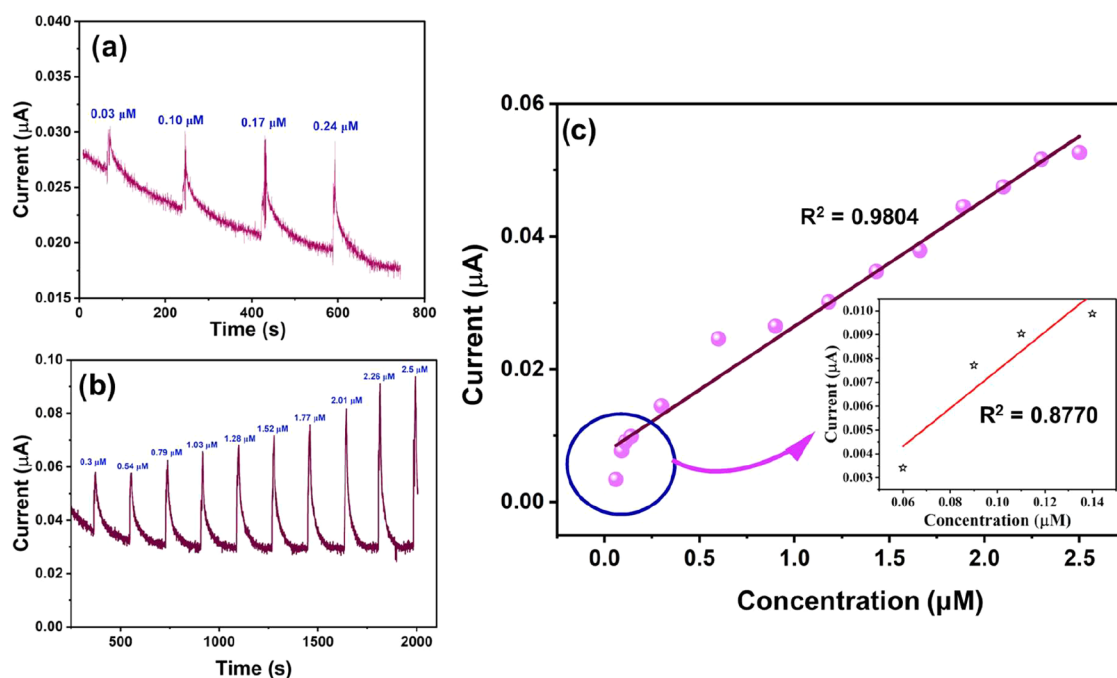 (a)
0.040
0.035
0.030
0.025
0.020
0.015
Current (µA)
0.03 µM
0.10 µM
0.17 µM
0.24 µM
0
200
400
600
800
Time (s)
(b)
0.10
0.08
0.06
0.04
0.02
0.00
Current (µA)
0.3 µM
0.54 µM
0.79 µM
1.03 µM
1.28 µM
1.52 µM
1.77 µM
2.01 µM
2.26 µM
2.5 µM
500
1000
1500
2000
Time (s)
(c)
0.06
0.04
0.02
0.00
Current (µA)
R² = 0.9804
0.0
0.5
1.0
1.5
2.0
2.5
Concentration (µM)
0.010
0.009
0.008
0.007
0.006
0.005
0.004
0.003
Current (µA)
R² = 0.8770
0.06
0.08
0.10
0.12
0.14
Concentration (µM)